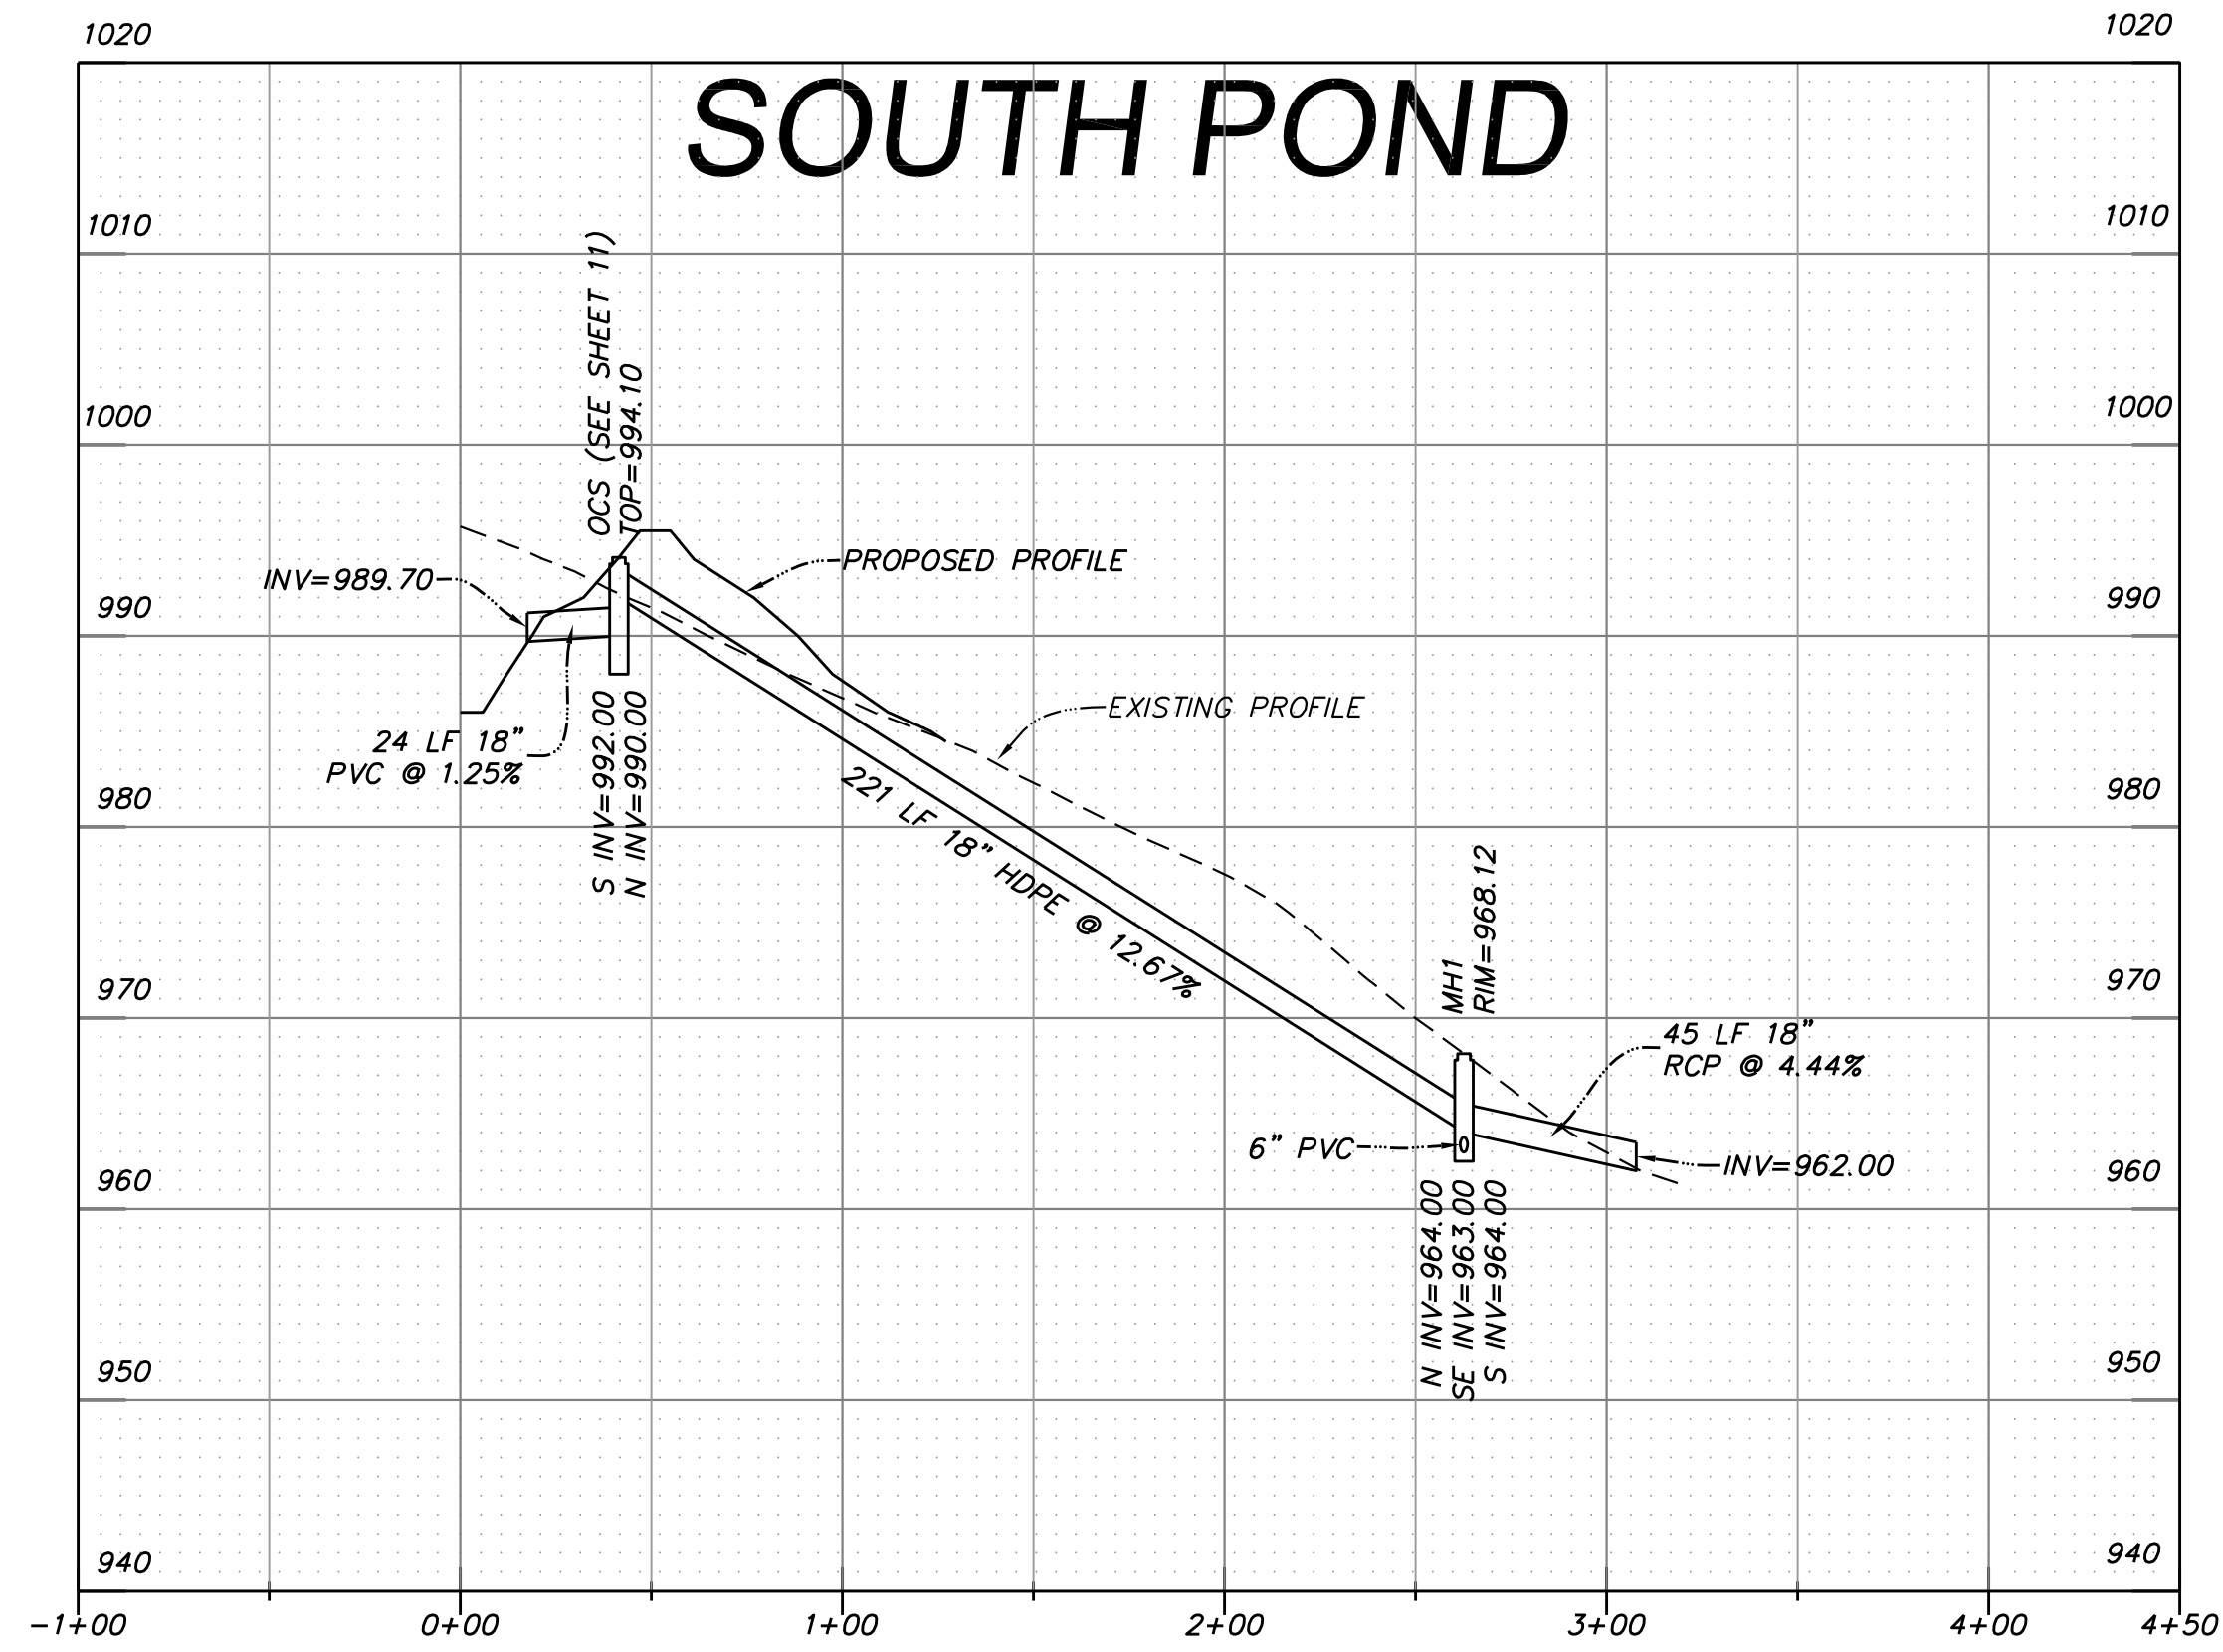 1020
1020
SOUTH POND
1010
1010
OCS (SEE SHEET 11)
TOP=994.10
1000
1000
PROPOSED PROFILE
INV=989.70
990
990
S INV=992.00
N INV=990.00
EXISTING PROFILE
24 LF 18"
PVC @ 1.25%
980
980
221 LF 18" HDPE @ 12.67%
MH1
RIM=968.12
970
970
45 LF 18"
RCP @ 4.44%
6" PVC
INV=962.00
960
960
N INV=964.00
SE INV=963.00
S INV=964.00
950
950
940
940
-1+00
0+00
1+00
2+00
3+00
4+00
4+50